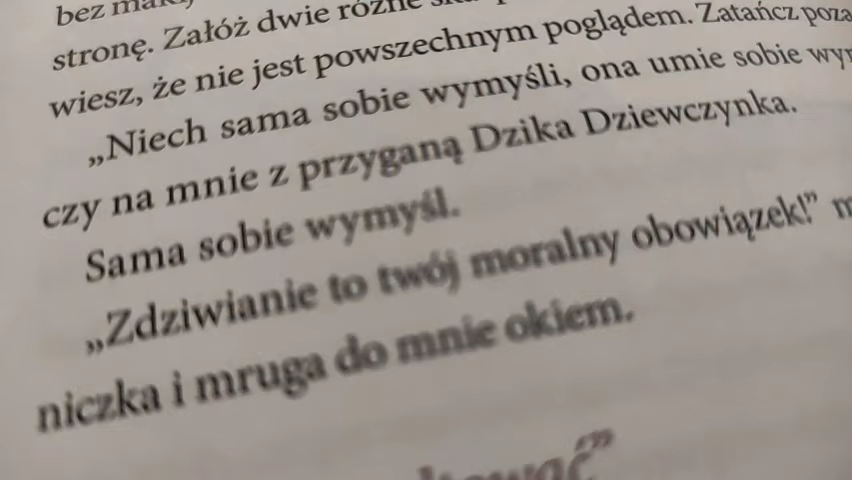 bez
stronę. Załóż dwie różne
wiesz, że nie jest powszechnym poglądem. Zatańcz poza
„Niech sama sobie wymyśli, ona umie sobie
czy na mnie z przyganą Dzika Dziewczynka.
Sama sobie wymyśl.
„Zdziwianie to twój moralny obowiązek!”
niczka i mruga do mnie okiem.